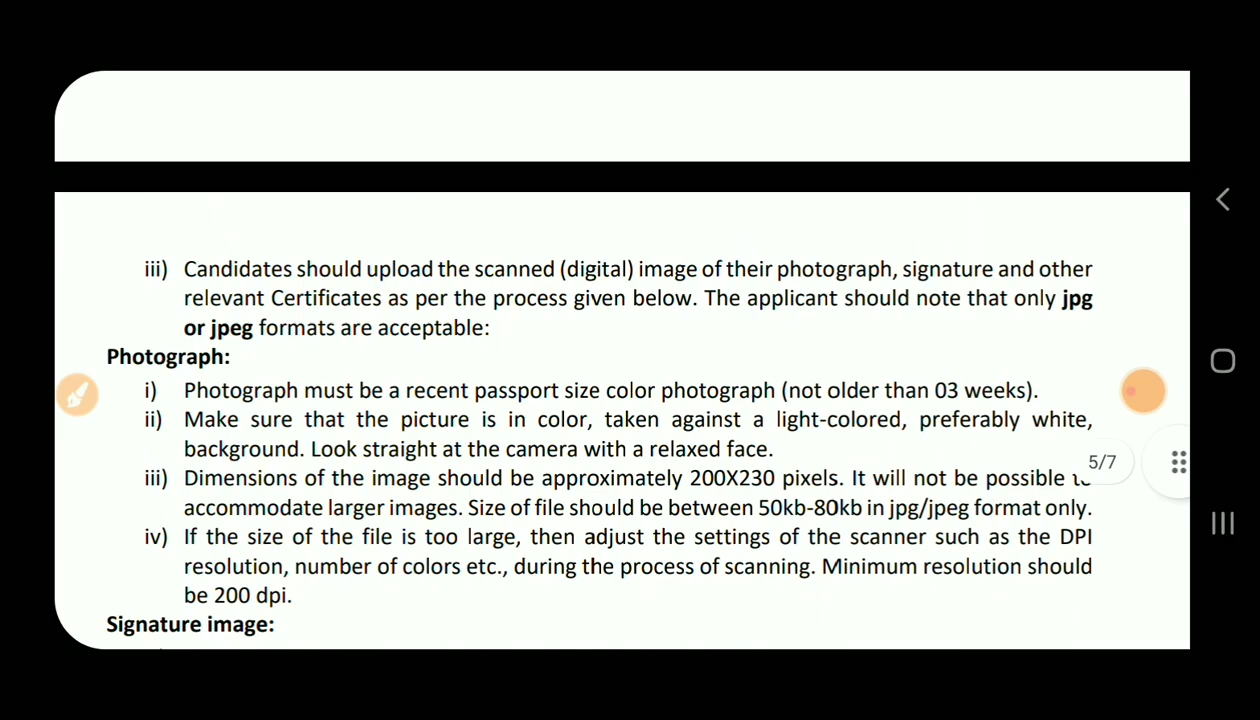 iii) Candidates should upload the scanned (digital) image of their photograph, signature and other
relevant Certificates as per the process given below. The applicant should note that only jpg
or jpeg formats are acceptable:
Photograph:
i) Photograph must be a recent passport size color photograph (not older than 03 weeks).
ii) Make sure that the picture is in color, taken against a light-colored, preferably white,
background. Look straight at the camera with a relaxed face.
5/7
iii) Dimensions of the image should be approximately 200X230 pixels. It will not be possible
accommodate larger images. Size of file should be between 50kb-80kb in jpg/jpeg format only.
iv) If the size of the file is too large, then adjust the settings of the scanner such as the DPI
resolution, number of colors etc., during the process of scanning. Minimum resolution should
be 200 dpi.
Signature image: